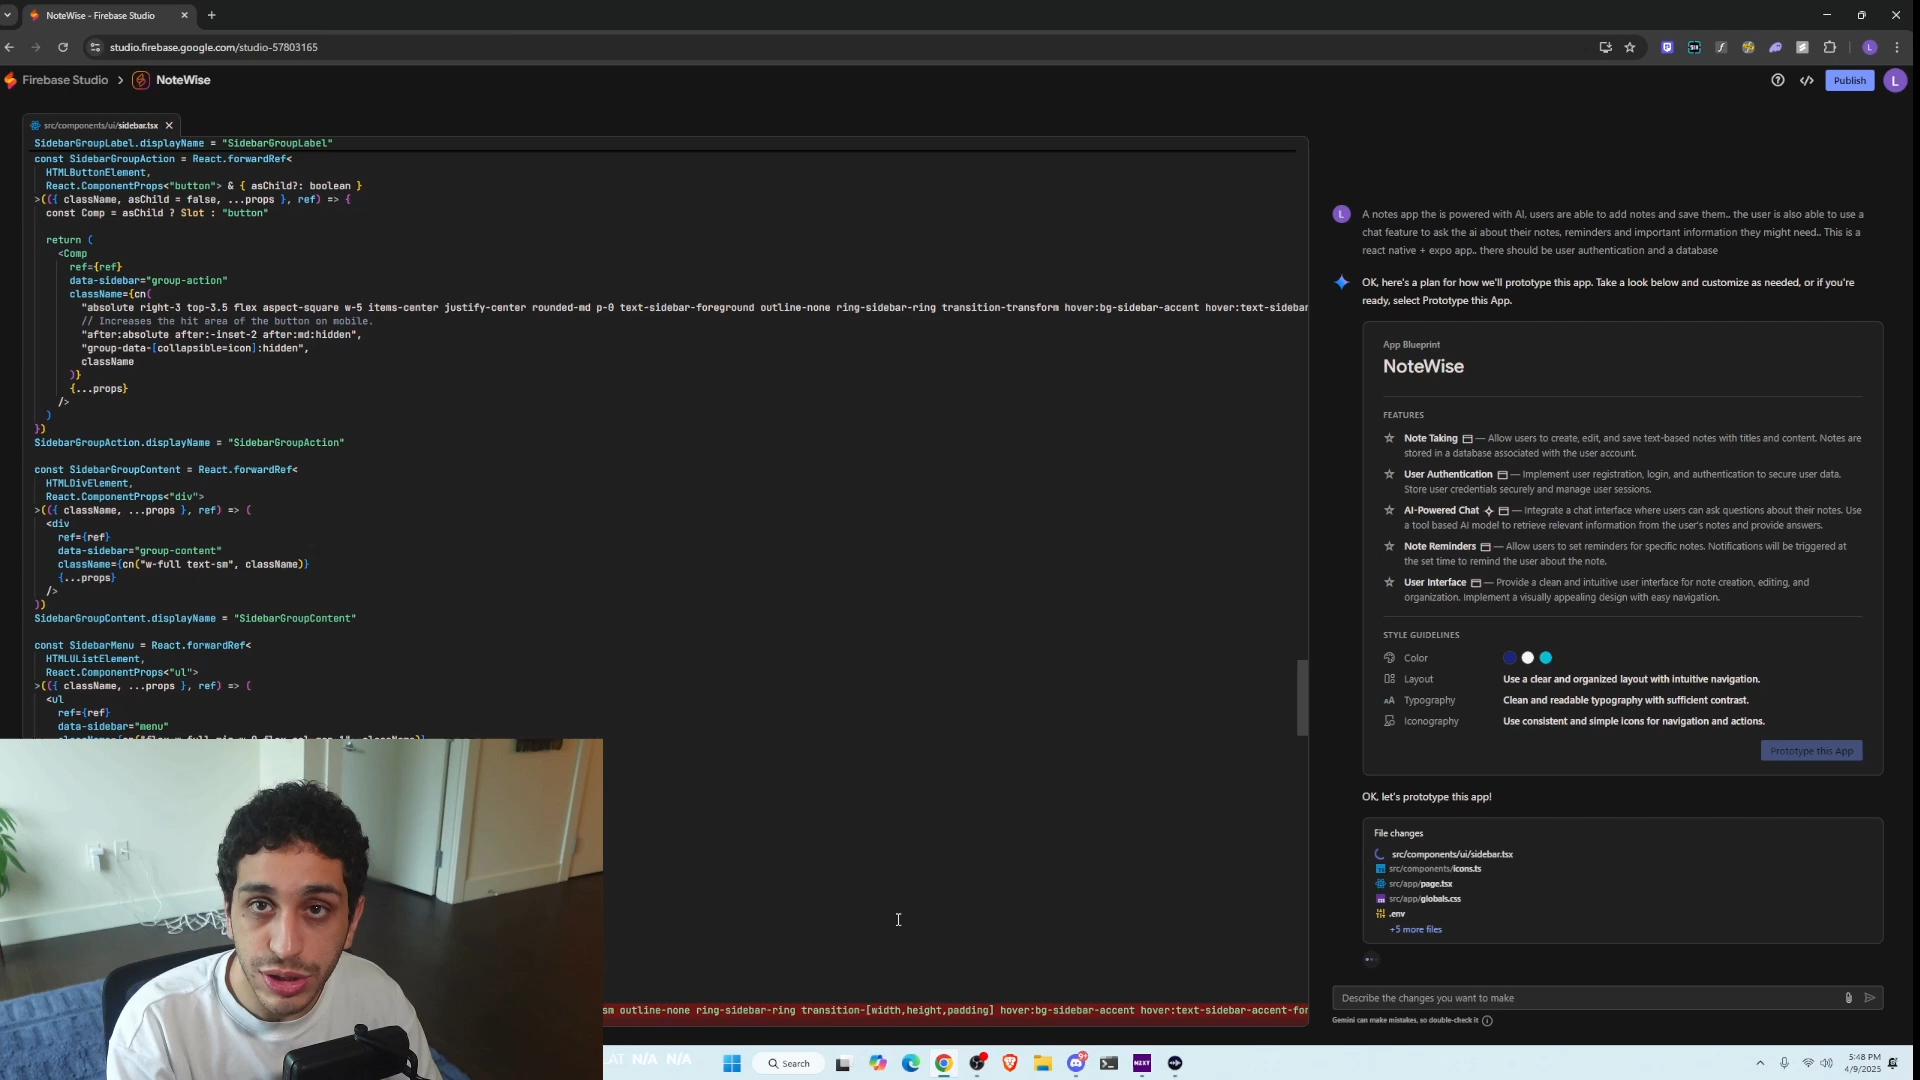 NoteWise - Firebase Studio
studio.firebase.google.com/studio-57803165
Firebase Studio > NoteWise
Publish
L
src/components/ui/sidebar.tsx
SidebarGroupLabel.displayName = "SidebarGroupLabel"
const SidebarGroupAction = React.forwardRef<
HTMLButtonElement,
React.ComponentProps<"button"> & { asChild?: boolean }
>(({ className, asChild = false, ...props }, ref) => {
const Comp = asChild ? Slot : "button"
return (
<Comp
ref={ref}
data-sidebar="group-action"
className={cn(
"absolute right-3 top-3.5 flex aspect-square w-5 items-center justify-center rounded-md p-0 text-sidebar-foreground outline-none ring-sidebar-ring transition-transform hover:bg-sidebar-accent hover:text-sidebar
// Increases the hit area of the button on mobile.
"after:absolute after:-inset-2 after:md:hidden",
"group-data-[collapsible=icon]:hidden",
className
)}
{...props}
/>
)
})
SidebarGroupAction.displayName = "SidebarGroupAction"
const SidebarGroupContent = React.forwardRef<
HTMLDivElement,
React.ComponentProps<"div">
>(({ className, ...props }, ref) => (
<div
ref={ref}
data-sidebar="group-content"
className={cn("w-full text-sm", className)}
{...props}
/>
))
SidebarGroupContent.displayName = "SidebarGroupContent"
const SidebarMenu = React.forwardRef<
HTMLUListElement,
React.ComponentProps<"ul">
>(({ className, ...props }, ref) => (
<ul
ref={ref}
data-sidebar="menu"
sm outline-none ring-sidebar-ring transition-[width,height,padding] hover:bg-sidebar-accent hover:text-sidebar-accent-for
L
A notes app the is powered with AI, users are able to add notes and save them.. the user is also able to use a
chat feature to ask the ai about their notes, reminders and important information they might need.. This is a
react native + expo app.. there should be user authentication and a database
OK, here's a plan for how we'll prototype this app. Take a look below and customize as needed, or if you're
ready, select Prototype this App.
App Blueprint
NoteWise
FEATURES
Note Taking — Allow users to create, edit, and save text-based notes with titles and content. Notes are
stored in a database associated with the user account.
User Authentication — Implement user registration, login, and authentication to secure user data.
Store user credentials securely and manage user sessions.
AI-Powered Chat — Integrate a chat interface where users can ask questions about their notes. Use
a tool based AI model to retrieve relevant information from the user's notes and provide answers.
Note Reminders — Allow users to set reminders for specific notes. Notifications will be triggered at
the set time to remind the user about the note.
User Interface — Provide a clean and intuitive user interface for note creation, editing, and
organization. Implement a visually appealing design with easy navigation.
STYLE GUIDELINES
Color
Layout Use a clear and organized layout with intuitive navigation.
Typography Clean and readable typography with sufficient contrast.
Iconography Use consistent and simple icons for navigation and actions.
Prototype this App
OK, let's prototype this app!
File changes
src/components/ui/sidebar.tsx
src/components/icons.ts
src/app/page.tsx
src/app/globals.css
.env
+5 more files
Describe the changes you want to make
Gemini can make mistakes, so double-check it
AT N/A N/A
Search
5:48 PM
4/9/2025